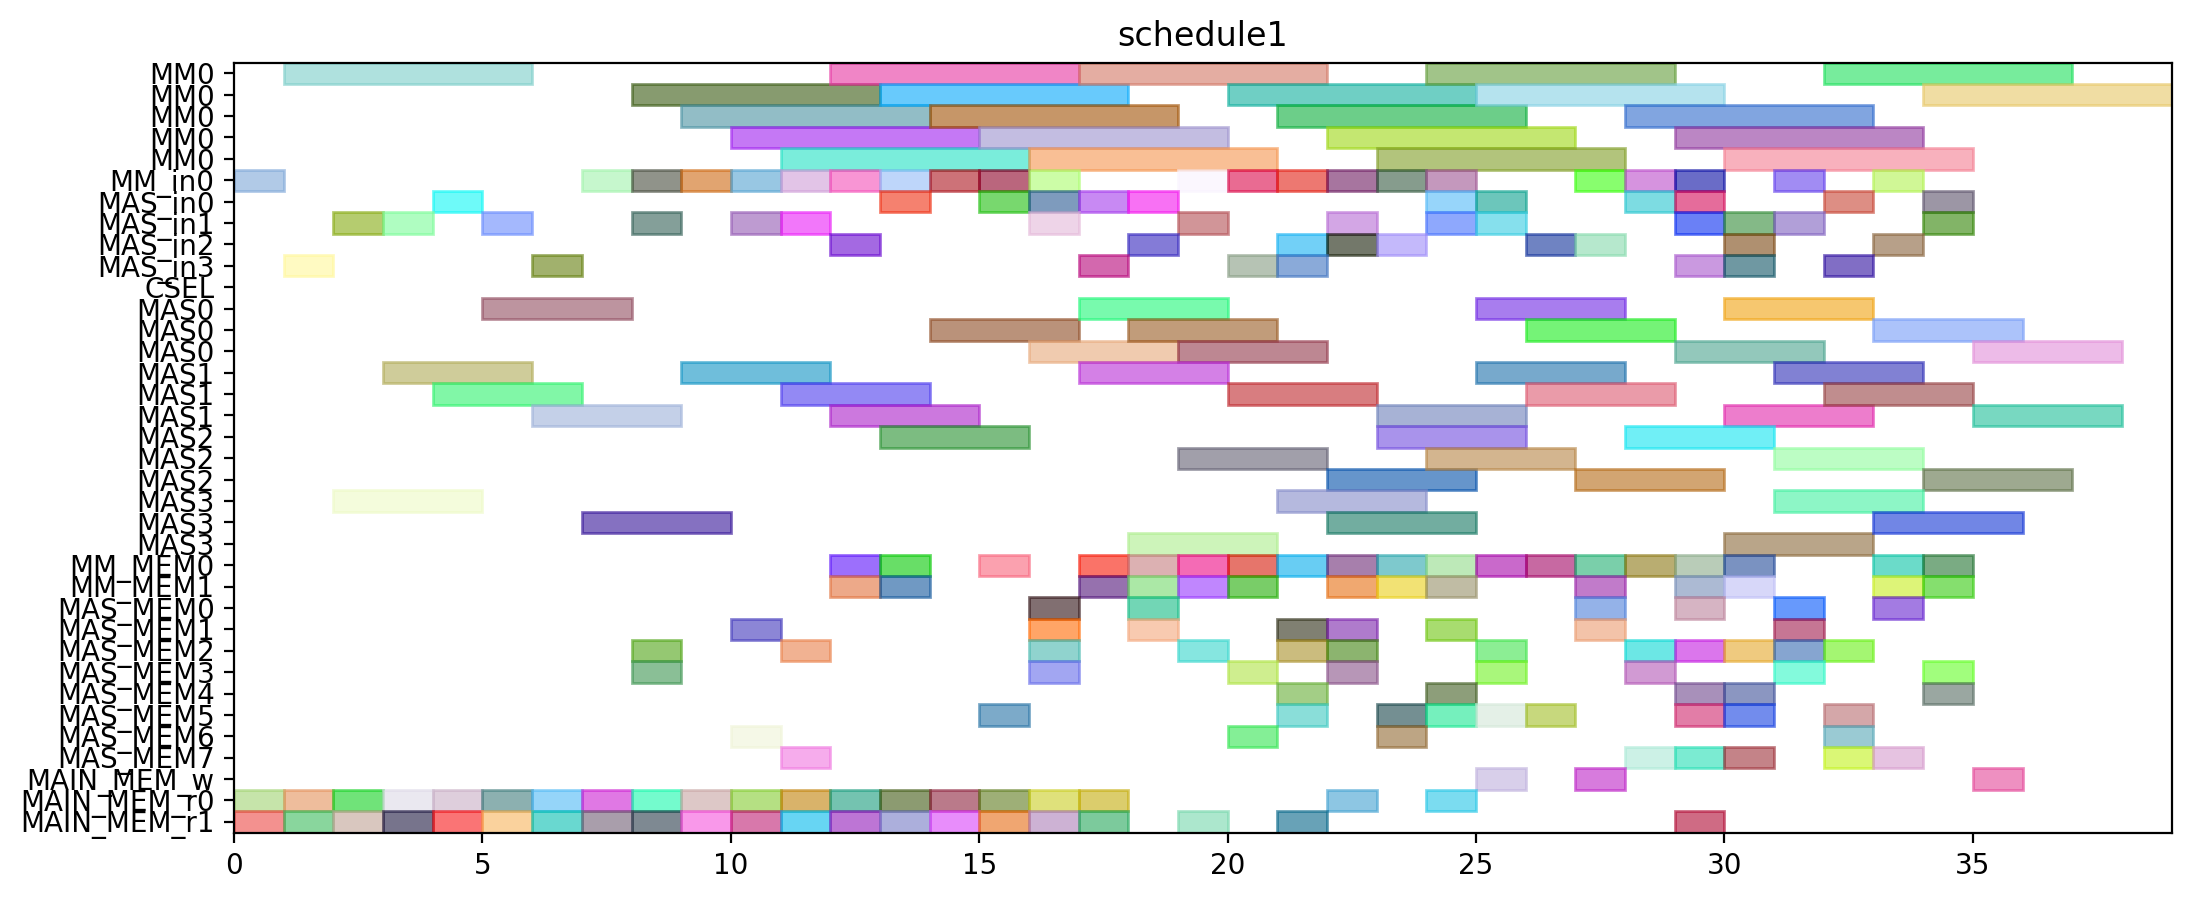 schedule1
MM0
MM0
MM0
MM0
MM0
MM_in0
MAS_in0
MAS_in1
MAS_in2
MAS_in3
CSEL
MAS0
MAS0
MAS0
MAS1
MAS1
MAS1
MAS2
MAS2
MAS2
MAS3
MAS3
MAS3
MM_MEM0
MM_MEM1
MAS_MEM0
MAS_MEM1
MAS_MEM2
MAS_MEM3
MAS_MEM4
MAS_MEM5
MAS_MEM6
MAS_MEM7
MAIN_MEM_w
MAIN_MEM_r0
MAIN_MEM_r1
0 5 10 15 20 25 30 35